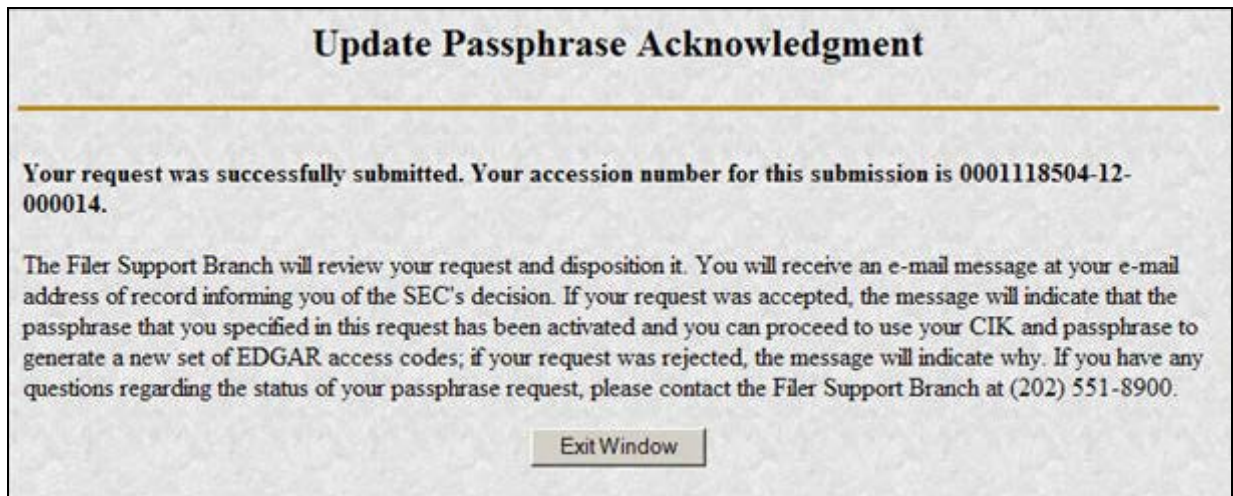 Update Passphrase Acknowledgment
Your request was successfully submitted. Your accession number for this submission is 0001118504-12-
000014.
The Filer Support Branch will review your request and disposition it. You will receive an e-mail message at your e-mail
address of record informing you of the SEC's decision. If your request was accepted, the message will indicate that the
passphrase that you specified in this request has been activated and you can proceed to use your CIK and passphrase to
generate a new set of EDGAR access codes; if your request was rejected, the message will indicate why. If you have any
questions regarding the status of your passphrase request, please contact the Filer Support Branch at (202) 551-8900.
Exit Window